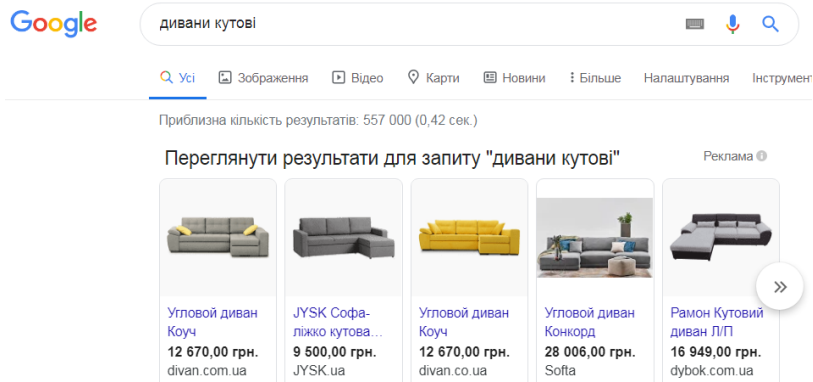 Google
дивани кутові
Усі Зображення Відео Карти Новини Більше Налаштування Інструмент
Приблизна кількість результатів: 557 000 (0,42 сек.)
Переглянути результати для запиту "дивани кутові" Реклама
Угловой диван Коуч
12 670,00 грн.
divan.com.ua
JYSK Софа-
ліжко кутова…
9 500,00 грн.
JYSK.ua
Угловой диван
Коуч
12 670,00 грн.
divan.co.ua
Угловой диван
Конкорд
28 006,00 грн.
Softa
Рамон Кутовий
диван Л/П
16 949,00 грн.
dybok.com.ua